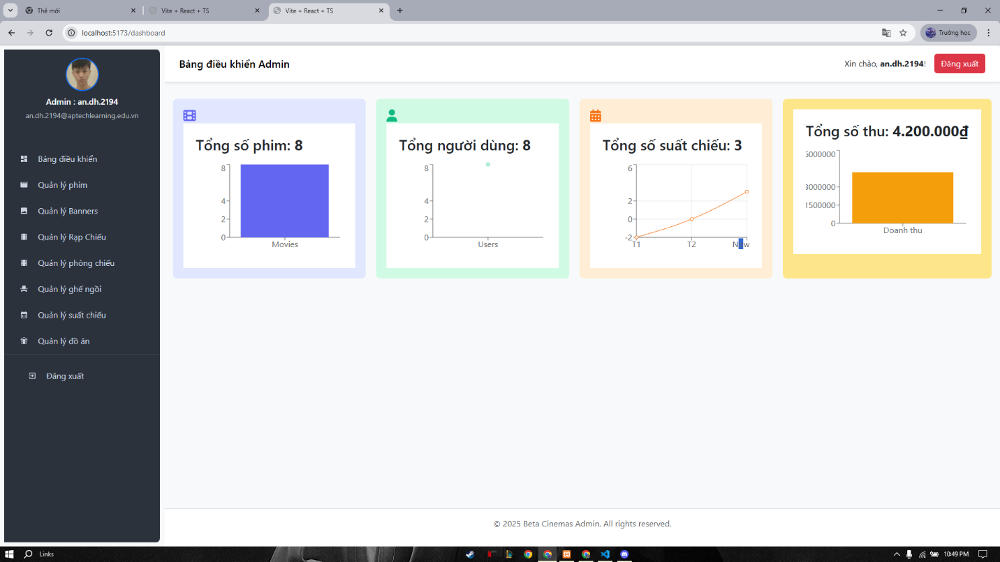 Thẻ mới
Vite + React + TS
Vite + React + TS
localhost:5173/dashboard
Trường học
Admin : an.dh.2194
an.dh.2194@aptechlearning.edu.vn
Bảng điều khiển
Quản lý phim
Quản lý Banners
Quản lý Rạp Chiếu
Quản lý phòng chiếu
Quản lý ghế ngồi
Quản lý suất chiếu
Quản lý đồ ăn
Đăng xuất
Bảng điều khiển Admin
Xin chào, an.dh.2194!
Đăng xuất
Tổng số phim: 8
8
4
2
0
Movies
Tổng người dùng: 8
8
4
2
0
Users
Tổng số suất chiếu: 3
6
2
0
-2
T1 T2 Now
Tổng số thu: 4.200.000₫
6000000
3000000
1500000
0
Doanh thu
© 2025 Beta Cinemas Admin. All rights reserved.
Links
10:49 PM